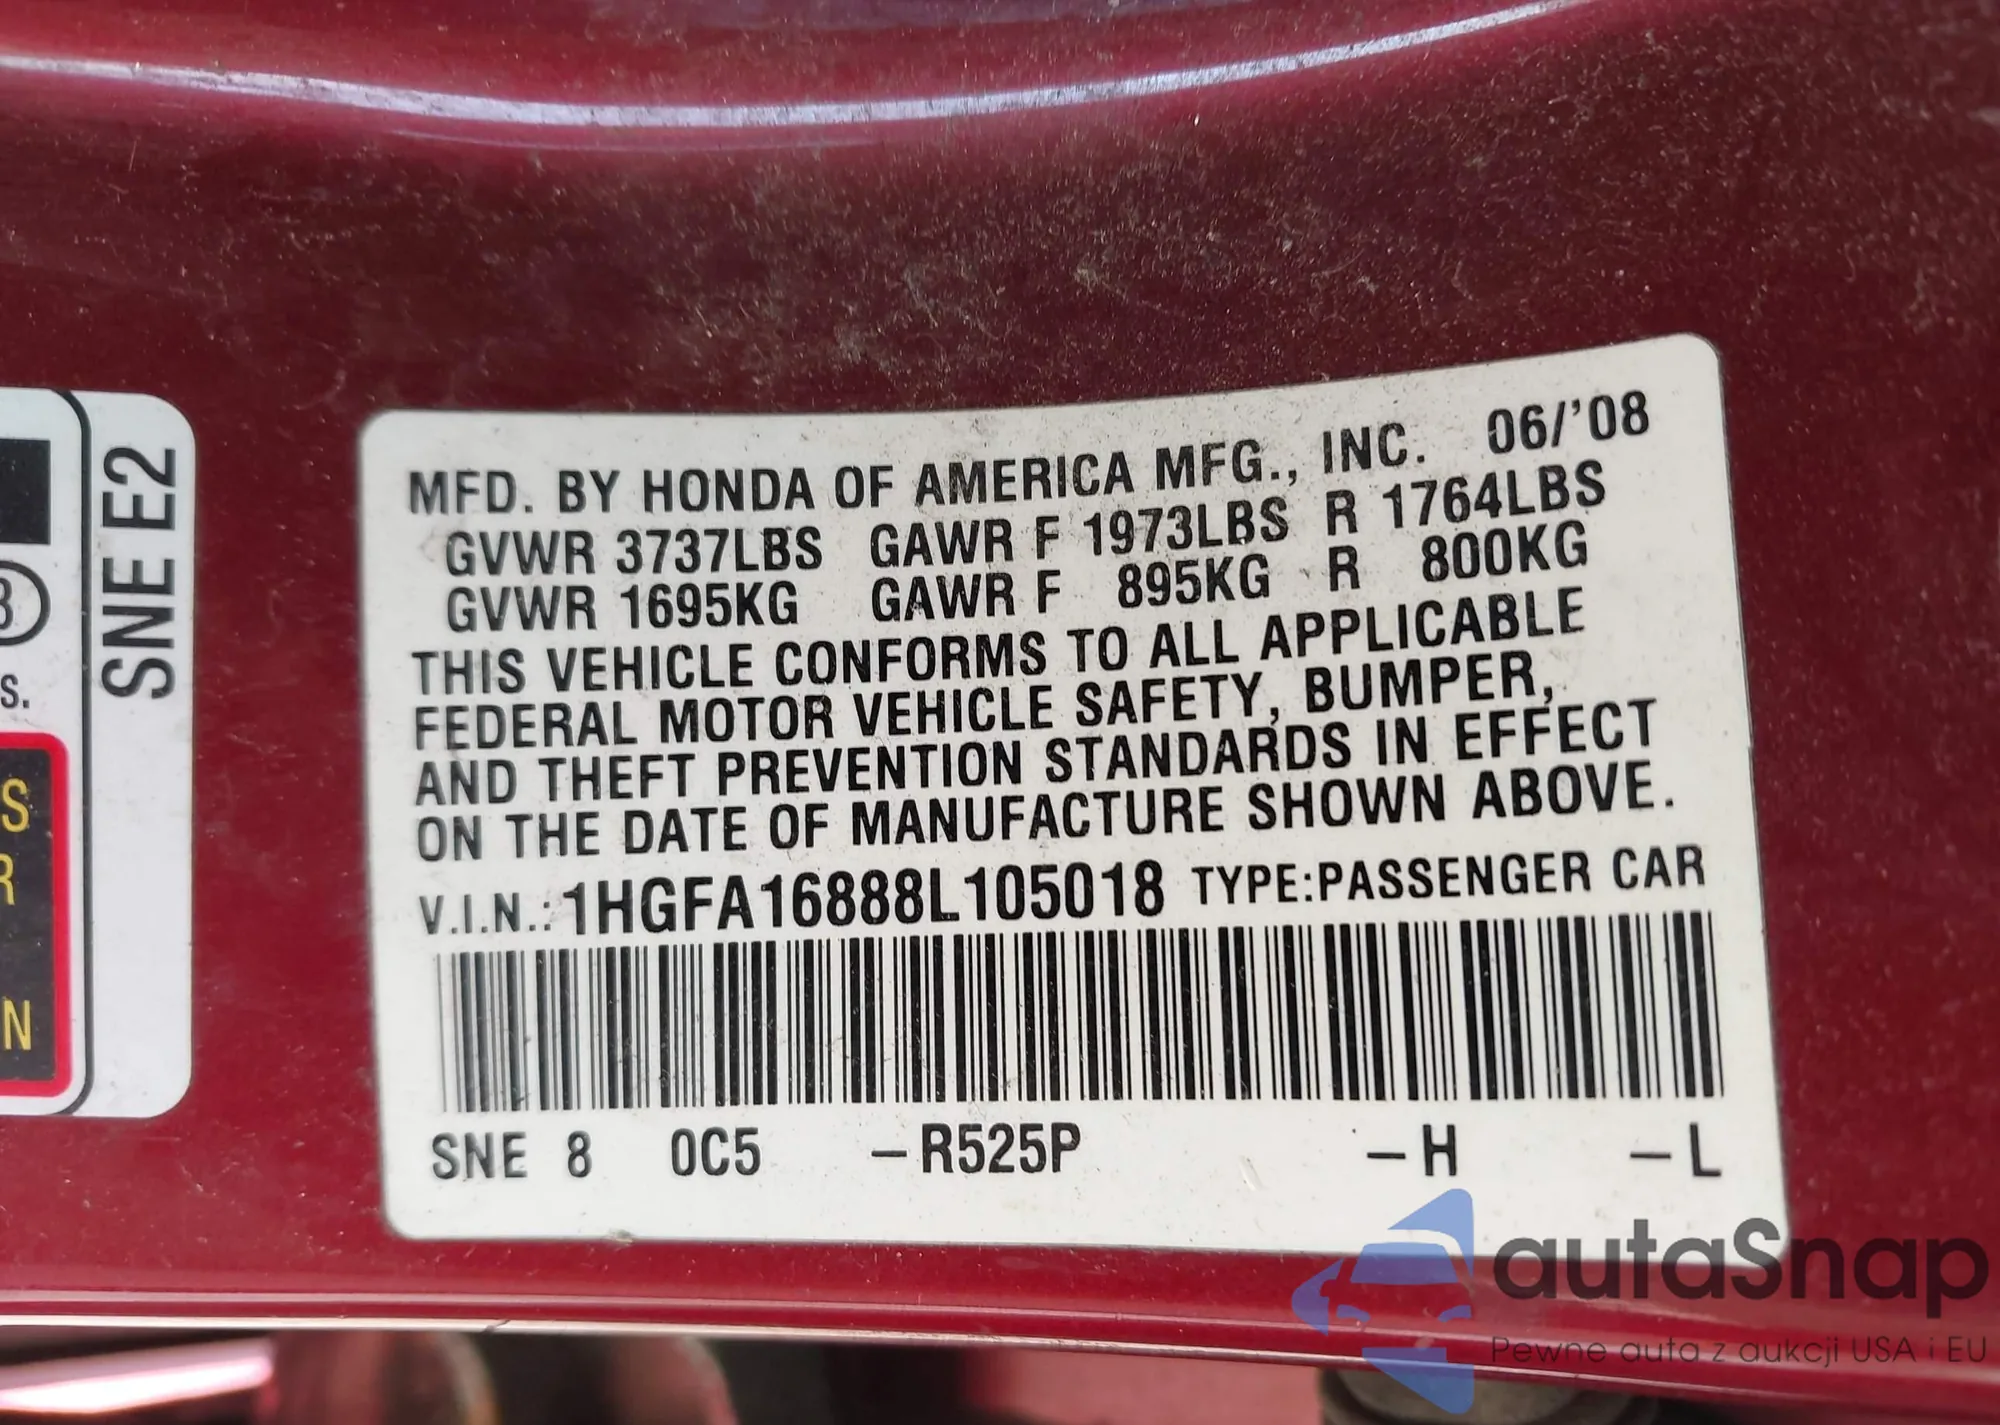 MFD. BY HONDA OF AMERICA MFG., INC. 06/'08
GVWR 3737LBS GAWR F 1973LBS R 1764LBS
GVWR 1695KG GAWR F 895KG R 800KG
THIS VEHICLE CONFORMS TO ALL APPLICABLE
FEDERAL MOTOR VEHICLE SAFETY, BUMPER,
AND THEFT PREVENTION STANDARDS IN EFFECT
ON THE DATE OF MANUFACTURE SHOWN ABOVE.
V.I.N.: 1HGFA16888L105018 TYPE:PASSENGER CAR
SNE 8 0C5 -R525P -H -L
SNE E2
S.
S
R
N
autaSnap
Pewne auta z aukcji USA i EU